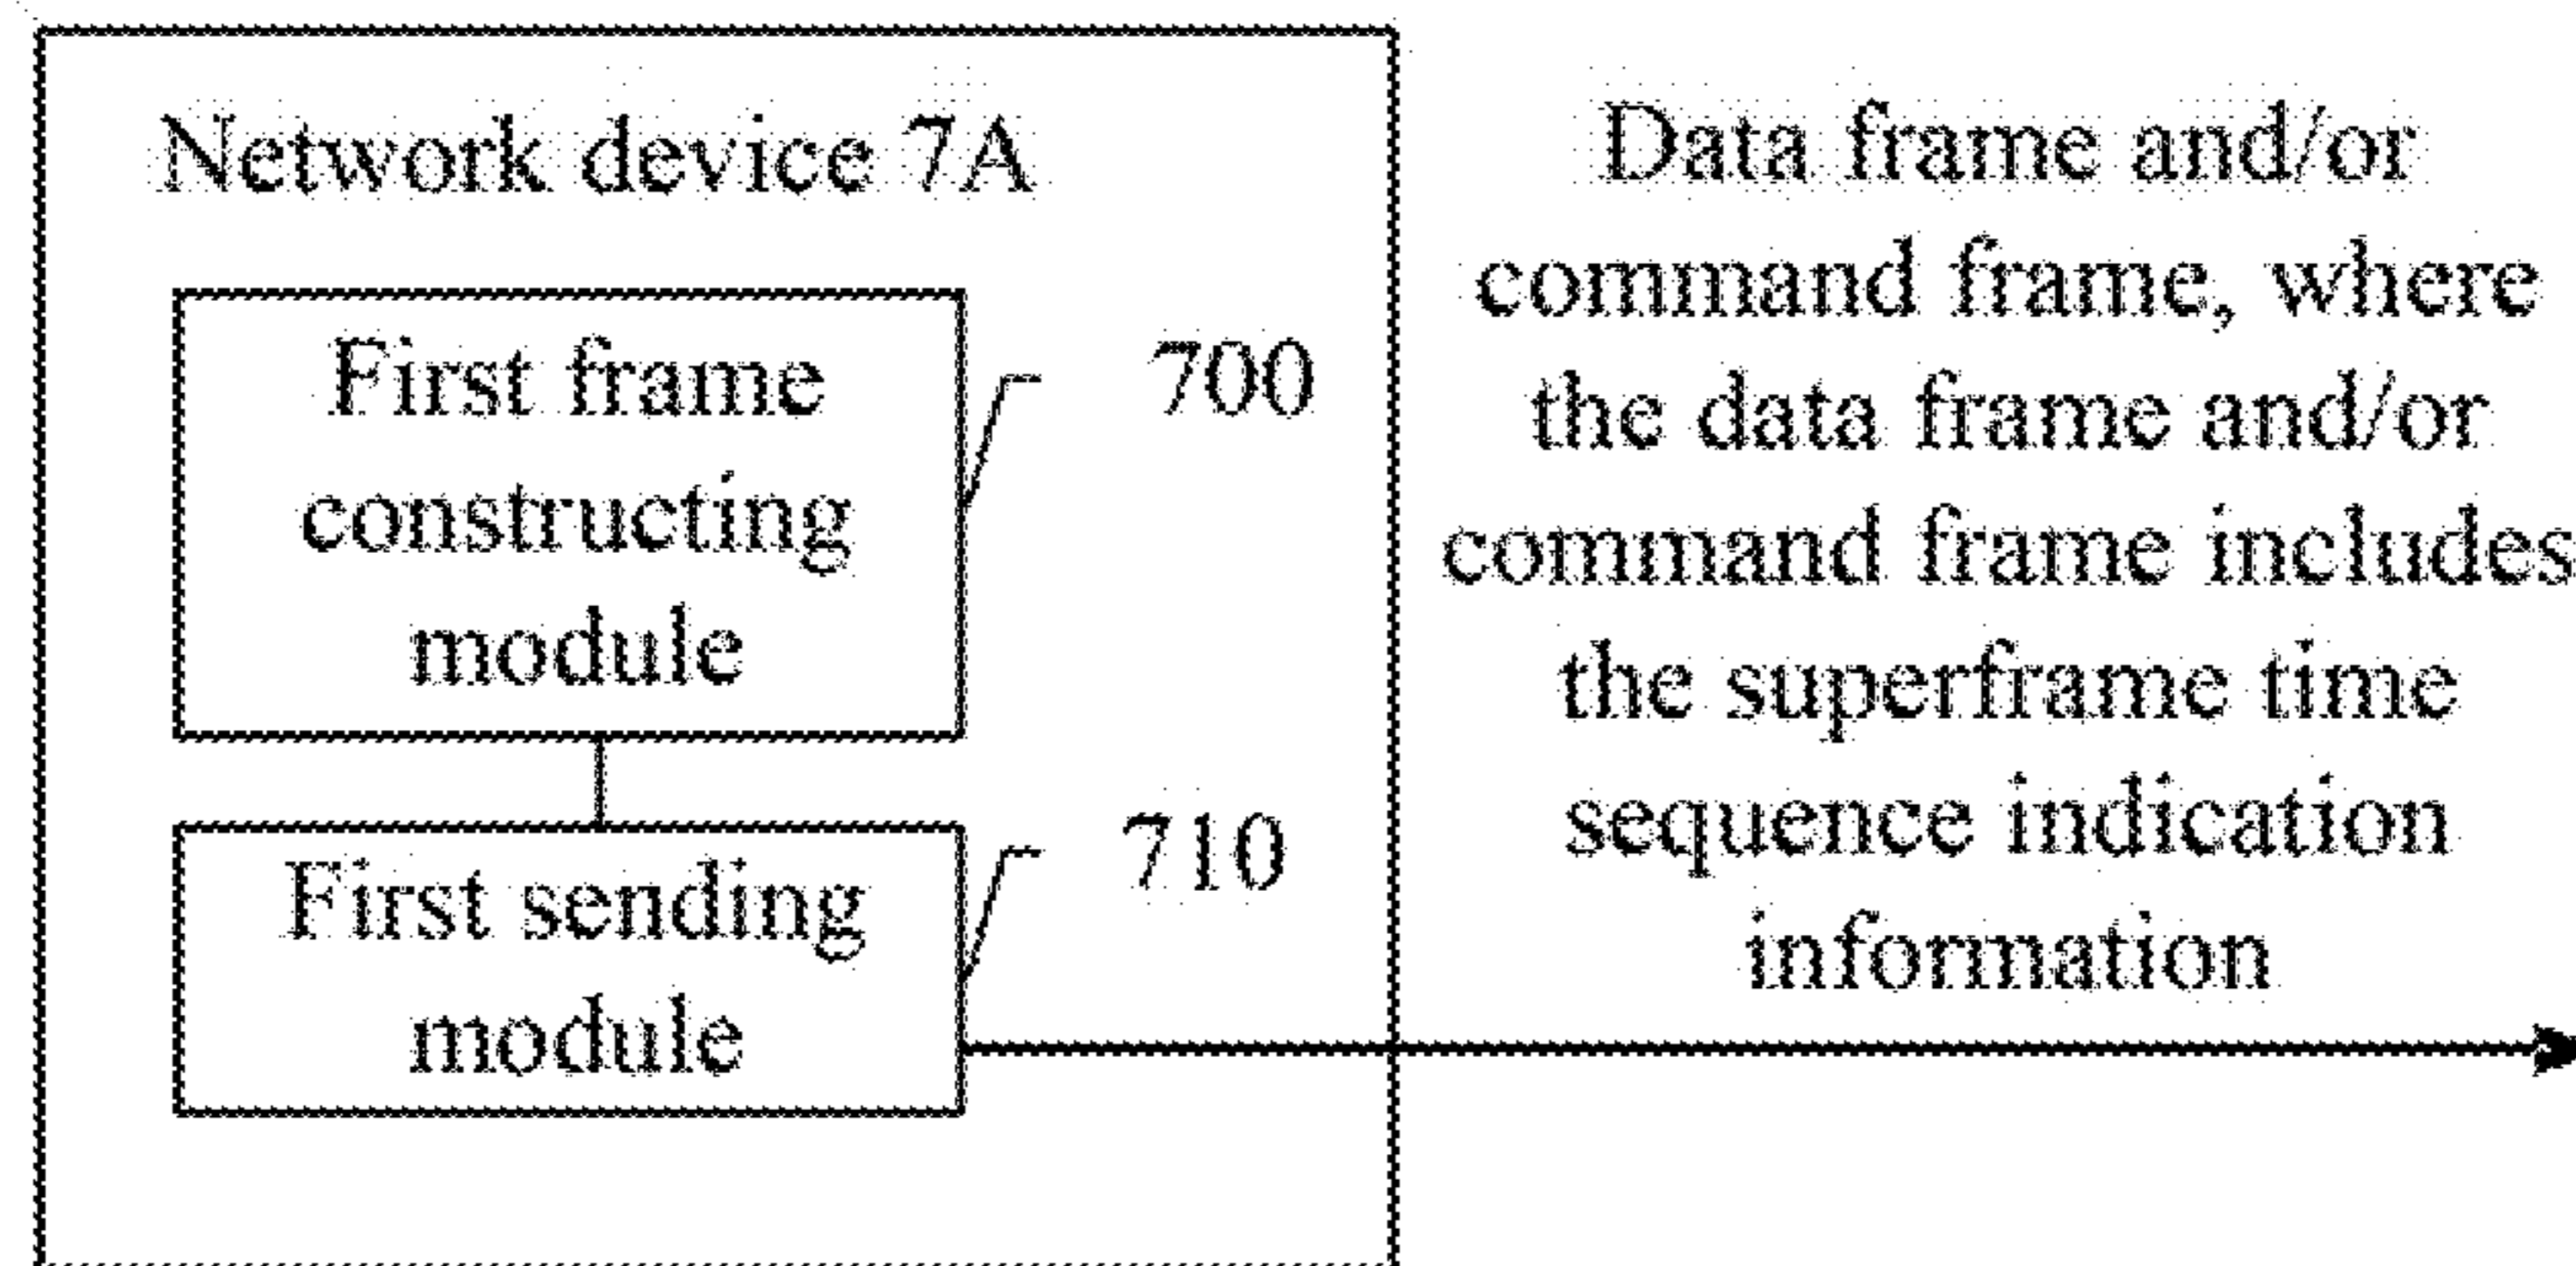 Network device 7A
First frame
constructing
module
700
First sending
module
710
Data frame and/or
command frame, where
the data frame and/or
command frame includes
the superframe time
sequence indication
information